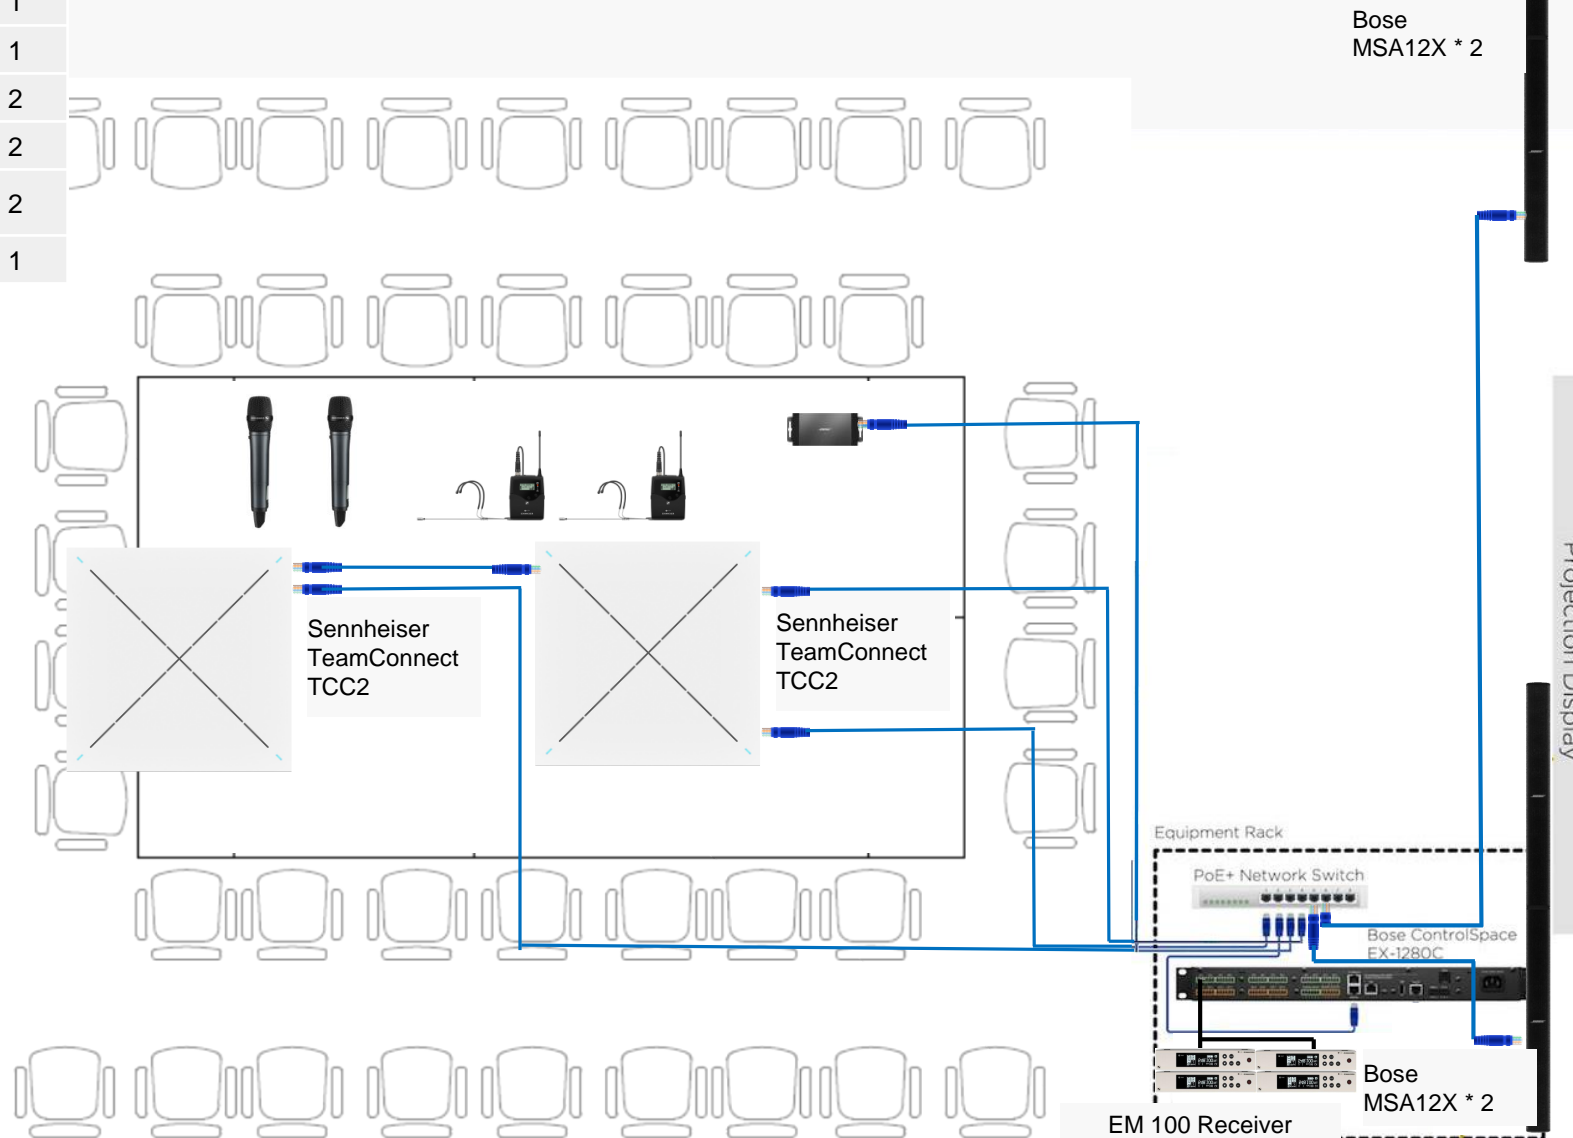 1
1
2
2
2
1
Bose
MSA12X * 2
Sennheiser
TeamConnect
TCC2
Sennheiser
TeamConnect
TCC2
Projection Display
Equipment Rack
PoE+ Network Switch
Bose ControlSpace
EX-1280C
Bose
MSA12X * 2
EM 100 Receiver